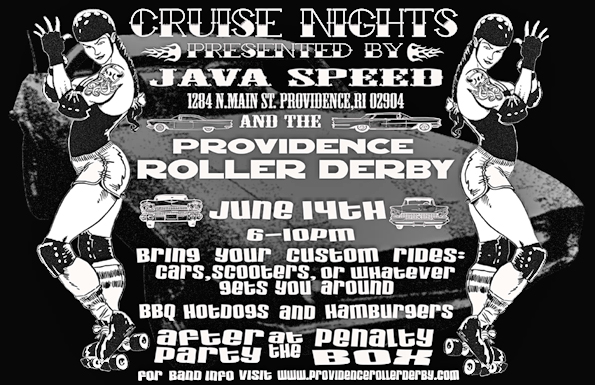 CRUISE NIGHTS
PRESENTED BY
JAVA SPEED
1284 N.MAIN ST. PROVIDENCE,RI 02904
AND THE
PROVIDENCE
ROLLER DERBY
JUNE 14TH
6-10PM
Bring your custom rides:
cars,scooters, or whatever
gets you around
BBQ Hotdogs and Hamburgers
after party at the Penalty Box
for Band info visit www.providencerollerderby.com